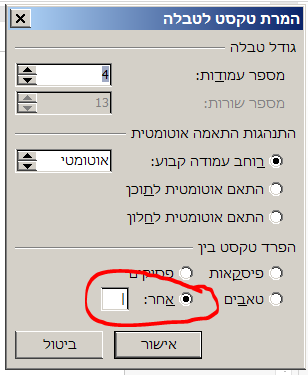 המרת טקסט לטבלה
גודל טבלה
מספר עמודות: 4
מספר שורות: 13
התנהגות התאמה אוטומטית
רוחב עמודה קבוע: אוטומטי
התאם אוטומטית לתוכן
התאם אוטומטית לחלון
הפרד טקסט בין
פיסקאות פסוקים
טאבים אחר: |
אישור ביטול